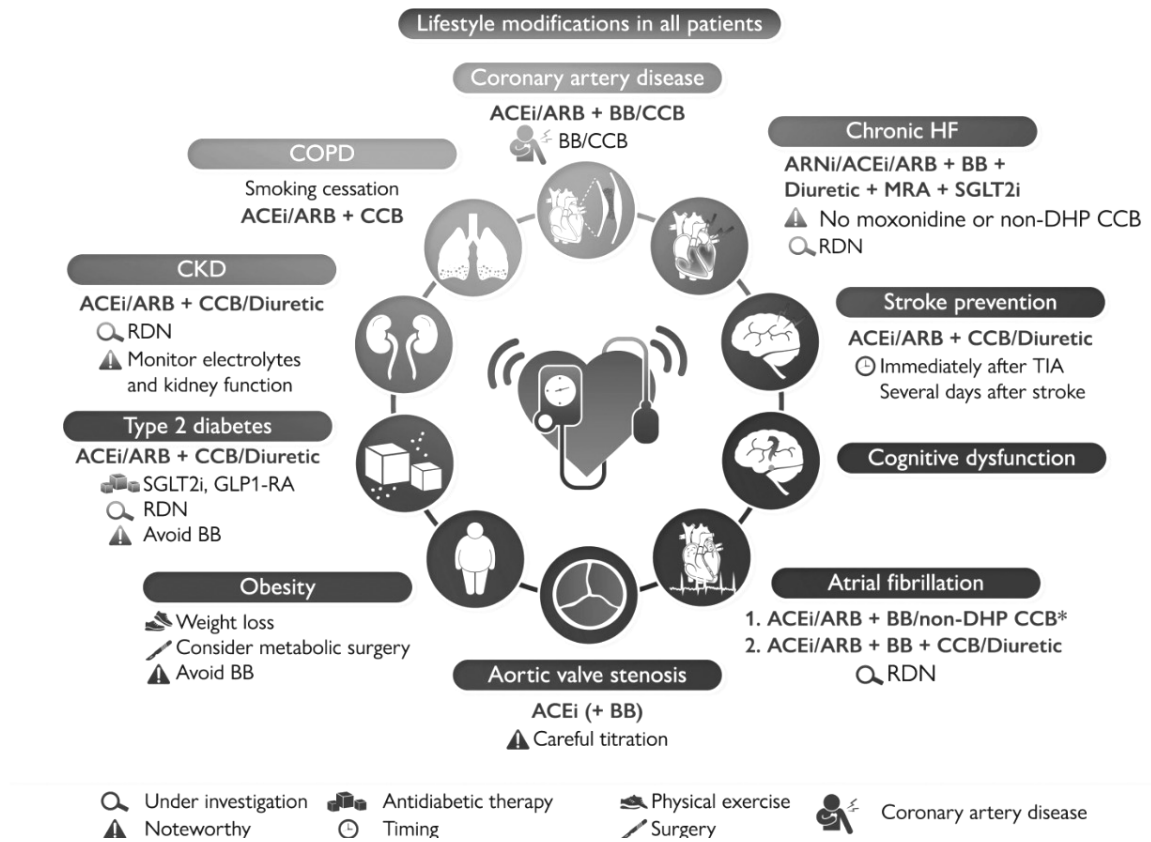 Lifestyle modifications in all patients
Coronary artery disease
ACEi/ARB + BB/CCB
BB/CCB
Chronic HF
ARNi/ACEi/ARB + BB +
Diuretic + MRA + SGLT2i
No moxonidine or non-DHP CCB
RDN
Stroke prevention
ACEi/ARB + CCB/Diuretic
Immediately after TIA
Several days after stroke
Cognitive dysfunction
Atrial fibrillation
1. ACEi/ARB + BB/non-DHP CCB*
2. ACEi/ARB + BB + CCB/Diuretic
RDN
Aortic valve stenosis
ACEi (+ BB)
Careful titration
Obesity
Weight loss
Consider metabolic surgery
Avoid BB
Type 2 diabetes
ACEi/ARB + CCB/Diuretic
SGLT2i, GLP1-RA
RDN
Avoid BB
CKD
ACEi/ARB + CCB/Diuretic
RDN
Monitor electrolytes
and kidney function
COPD
Smoking cessation
ACEi/ARB + CCB
Under investigation
Noteworthy
Antidiabetic therapy
Timing
Physical exercise
Surgery
Coronary artery disease